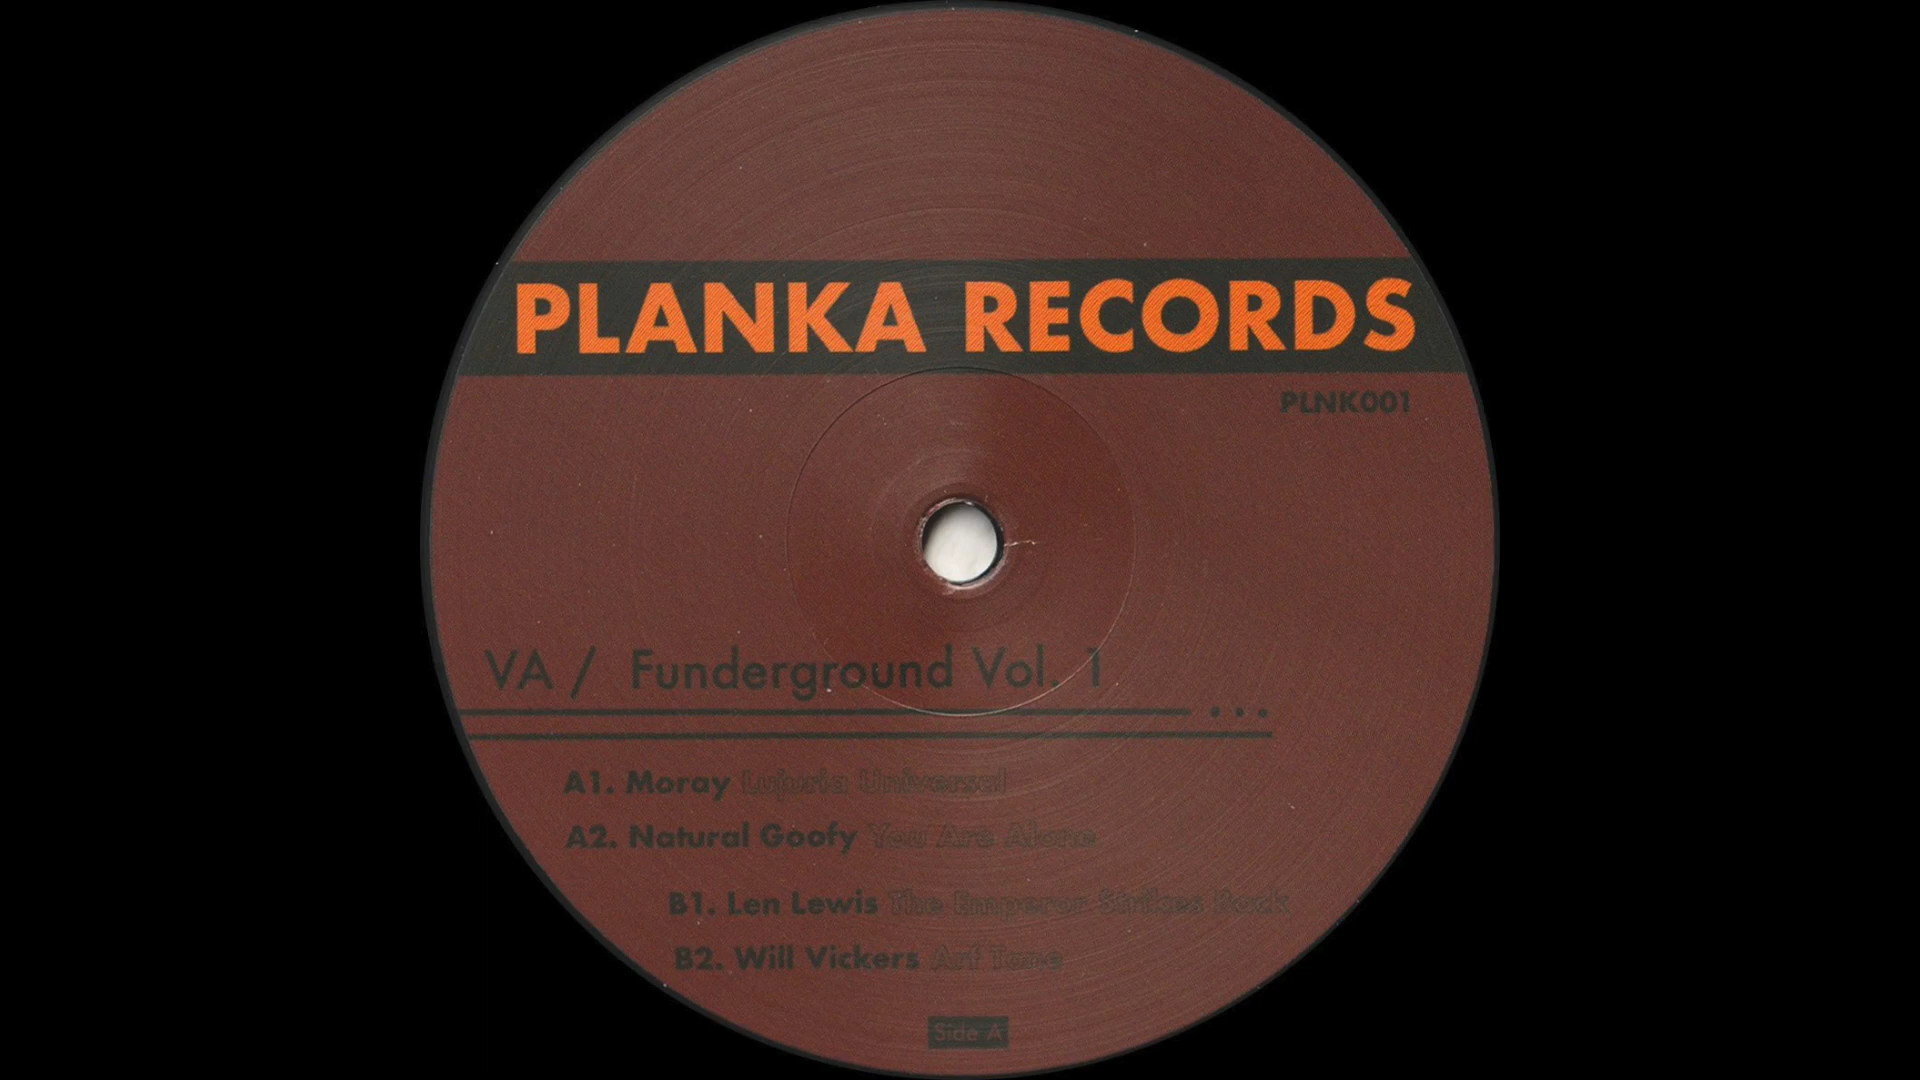 PLANKA RECORDS
PLNK001
VA / Funderground Vol. 1
A1. Moray Lujuria Universal
A2. Natural Goofy You Are Alone
B1. Len Lewis The Emperor Strikes Back
B2. Will Vickers Arf
Side A